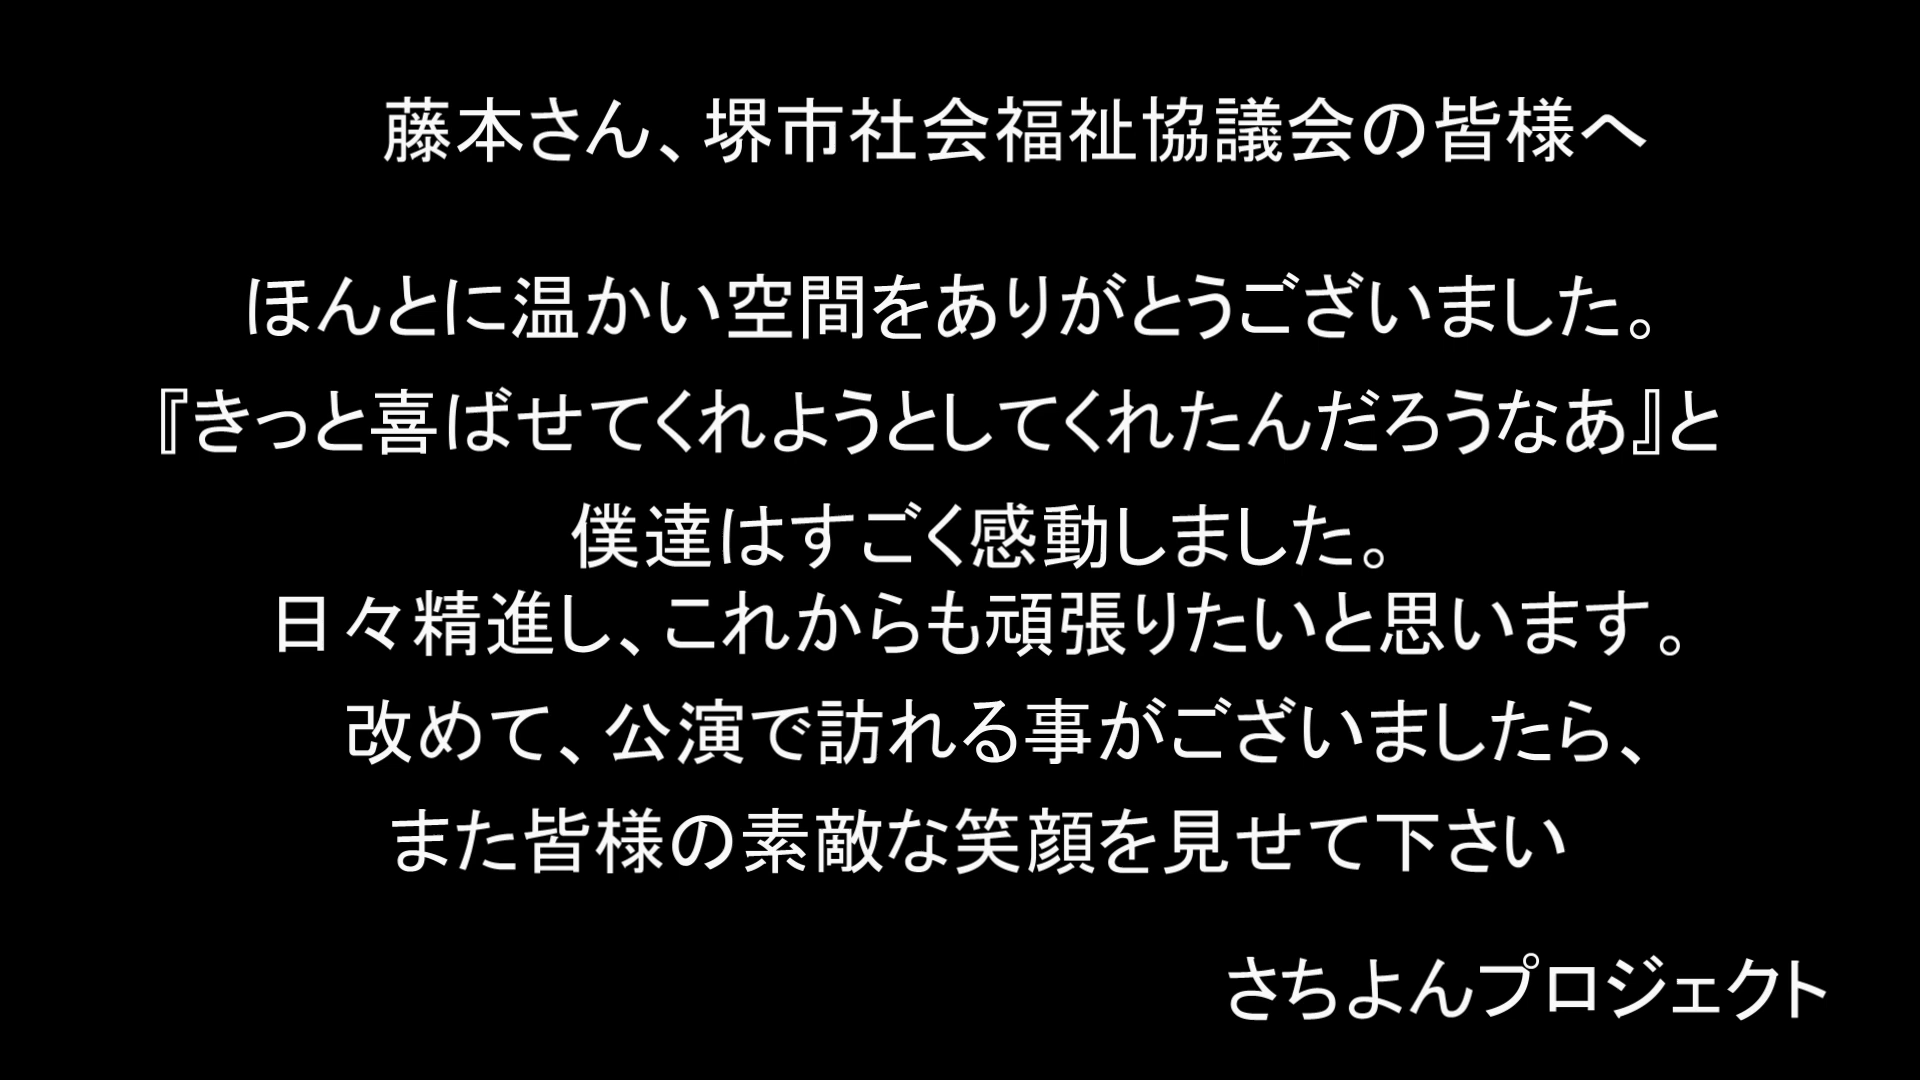 藤本さん、堺市社会福祉協議会の皆様へ
ほんとに温かい空間をありがとうございました。
『きっと喜ばせてくれようとしてくれたんだろうなあ』と
僕達はすごく感動しました。
日々精進し、これからも頑張りたいと思います。
改めて、公演で訪れる事がございましたら、
また皆様の素敵な笑顔を見せて下さい
さちよんプロジェクト